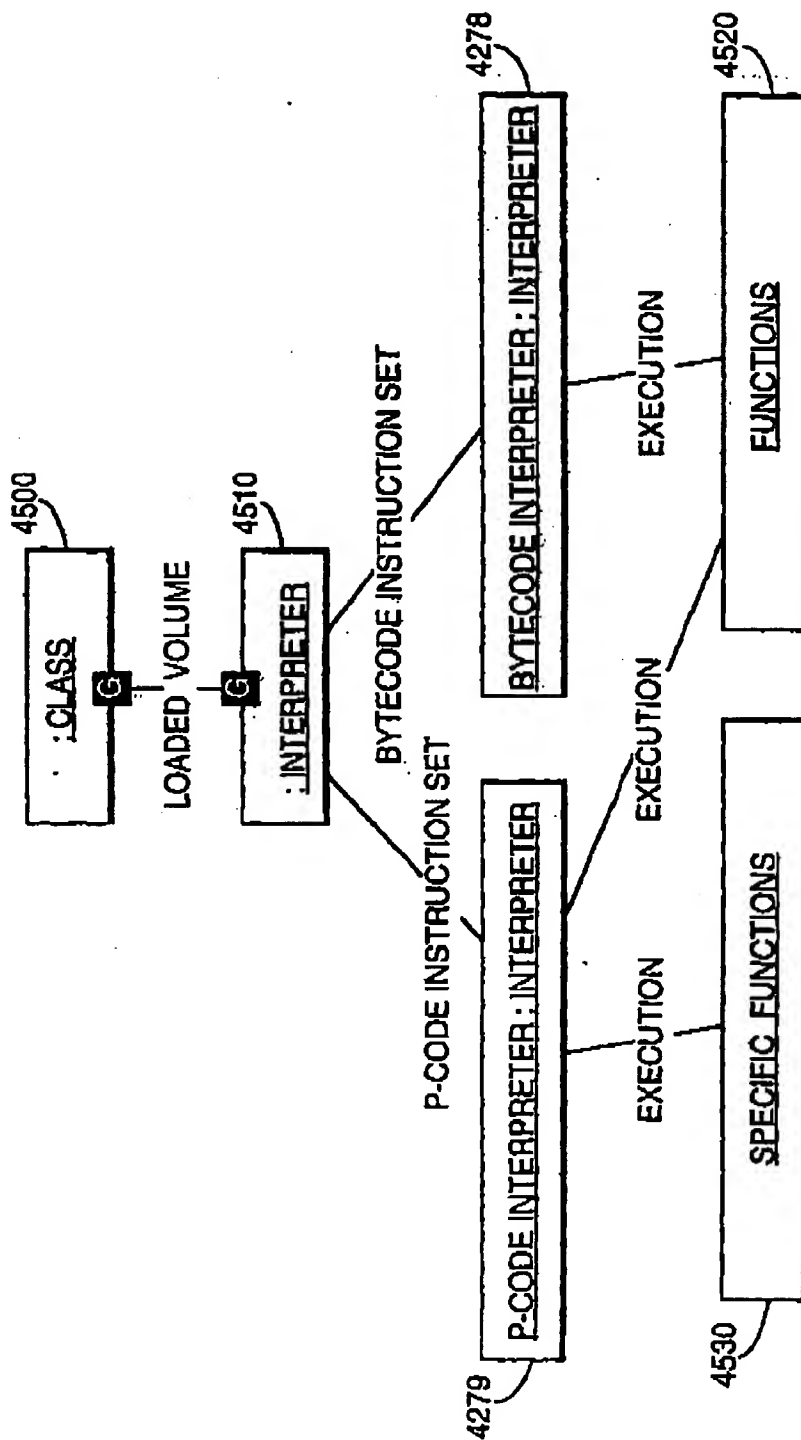 4500
: CLASS
G
LOADED VOLUME
G
4510
: INTERPRETER
P-CODE INSTRUCTION SET
BYTECODE INSTRUCTION SET
4279
P-CODE INTERPRETER : INTERPRETER
4278
BYTECODE INTERPRETER : INTERPRETER
EXECUTION
EXECUTION
EXECUTION
4530
SPECIFIC FUNCTIONS
4520
FUNCTIONS